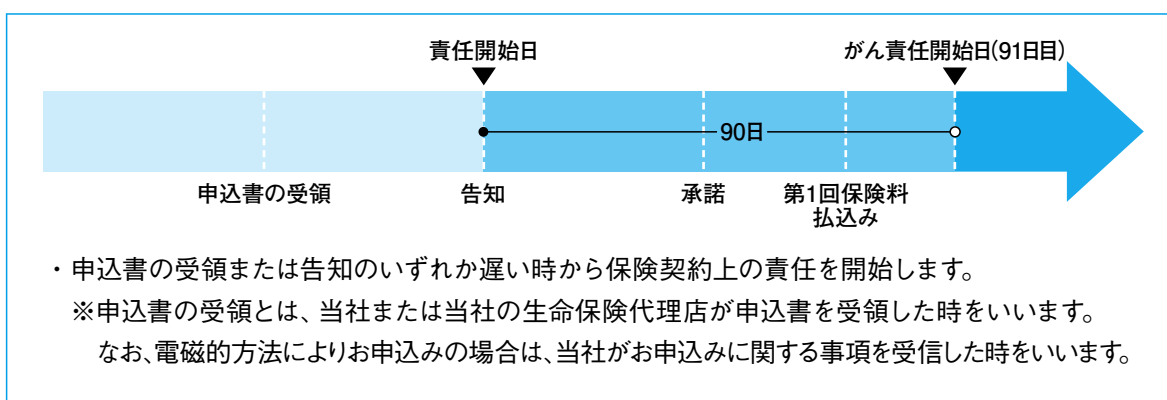 責任開始日
がん責任開始日(91日目)
90日
申込書の受領
告知
承諾
第1回保険料
払込み
・申込書の受領または告知のいずれか遅い時から保険契約上の責任を開始します。
※申込書の受領とは、当社または当社の生命保険代理店が申込書を受領した時をいいます。
なお、電磁的方法によりお申込みの場合は、当社がお申込みに関する事項を受信した時をいいます。